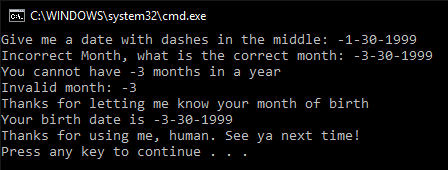 C:\WINDOWS\system32\cmd.exe
Give me a date with dashes in the middle: -1-30-1999
Incorrect Month, what is the correct month: -3-30-1999
You cannot have -3 months in a year
Invalid month: -3
Thanks for letting me know your month of birth
Your birth date is -3-30-1999
Thanks for using me, human. See ya next time!
Press any key to continue . . .